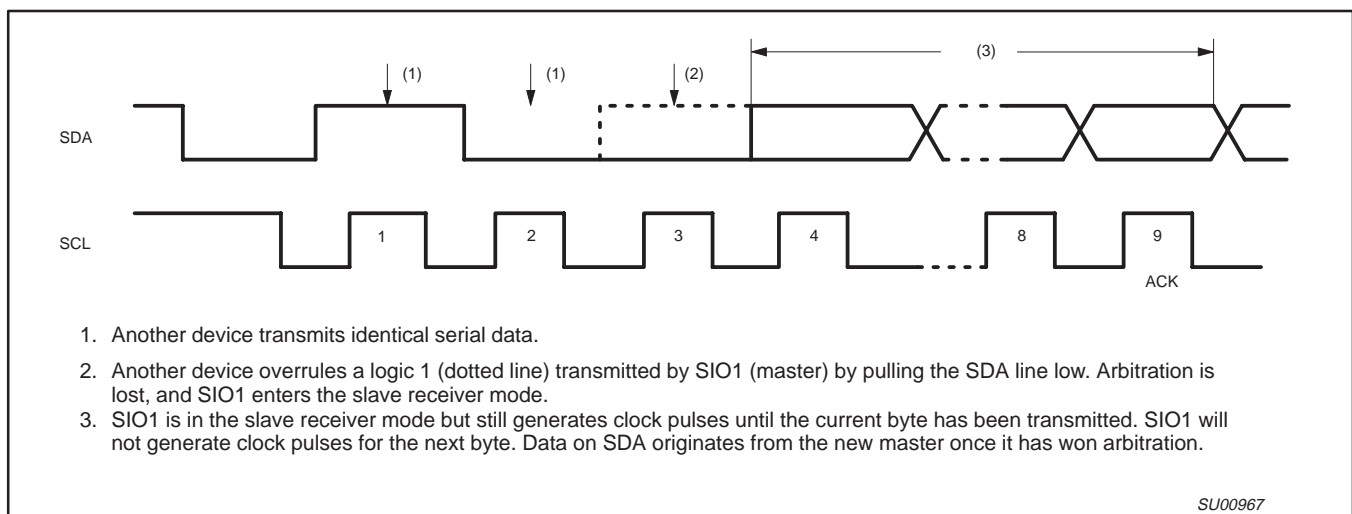 (3)
(1) (1) (2)
SDA
SCL
1 2 3 4 8 9
ACK
1. Another device transmits identical serial data.
2. Another device overrules a logic 1 (dotted line) transmitted by SIO1 (master) by pulling the SDA line low. Arbitration is
lost, and SIO1 enters the slave receiver mode.
3. SIO1 is in the slave receiver mode but still generates clock pulses until the current byte has been transmitted. SIO1 will
not generate clock pulses for the next byte. Data on SDA originates from the new master once it has won arbitration.
SU00967